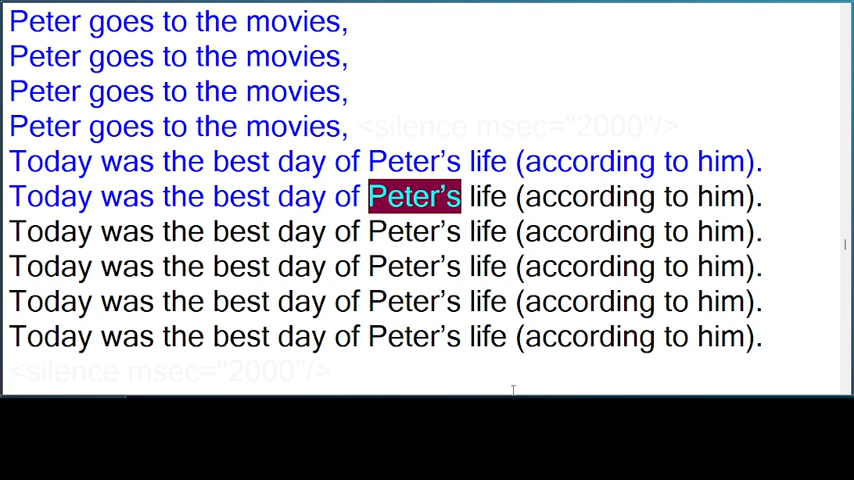 Peter goes to the movies,
Peter goes to the movies,
Peter goes to the movies,
Peter goes to the movies, <silence msec="2000"/>
Today was the best day of Peter’s life (according to him).
Today was the best day of Peter’s life (according to him).
Today was the best day of Peter’s life (according to him).
Today was the best day of Peter’s life (according to him).
Today was the best day of Peter’s life (according to him).
Today was the best day of Peter’s life (according to him).
<silence msec="2000"/>